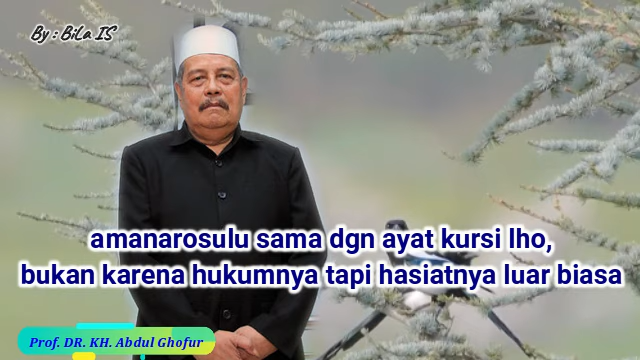 By : BiLa IS
amanarosulu sama dgn ayat kursi lho,
bukan karena hukumnya tapi hasiatnya luar biasa
Prof. DR. KH. Abdul Ghofur